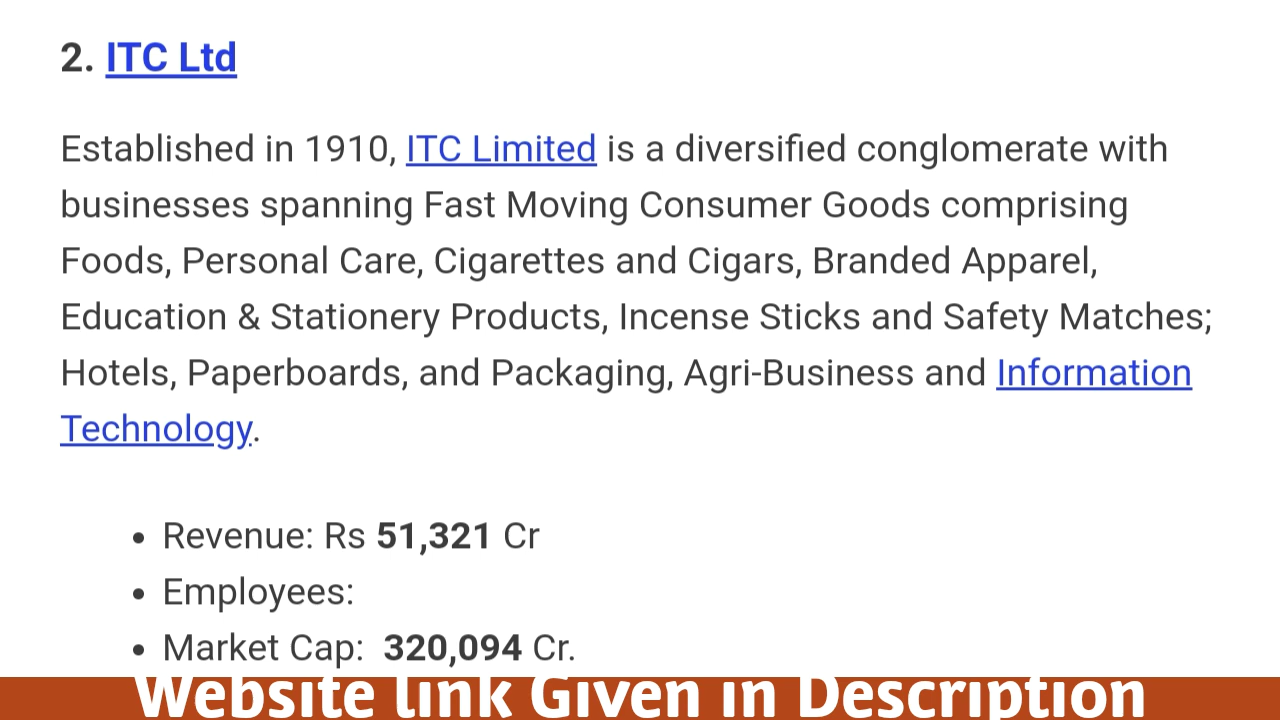 2. ITC Ltd
Established in 1910, ITC Limited is a diversified conglomerate with
businesses spanning Fast Moving Consumer Goods comprising
Foods, Personal Care, Cigarettes and Cigars, Branded Apparel,
Education & Stationery Products, Incense Sticks and Safety Matches;
Hotels, Paperboards, and Packaging, Agri-Business and Information
Technology.
• Revenue: Rs 51,321 Cr
• Employees:
• Market Cap: 320,094 Cr.
Website link Given in Description